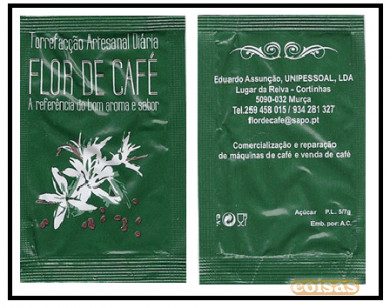 Torrefacção Artesanal Diária
FLOR DE CAFÉ
A referência do bom aroma e sabor
Eduardo Assunção, UNIPESSOAL, LDA
Lugar da Reiva - Cortinhas
5090-032 Murça
Tel.259 458 015 / 934 281 327
flordecafe@sapo.pt
Comercialização e reparação
de máquinas de café e venda de café
Açúcar P.L. 5/7g
Emb. por: A.C.
coisas